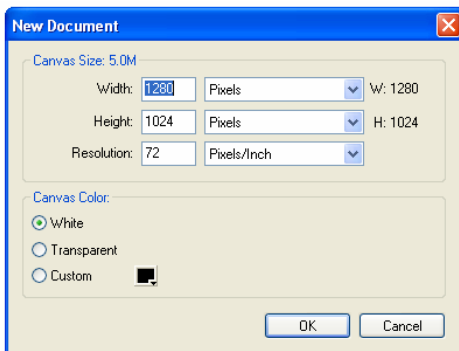 New Document
Canvas Size: 5.0M
Width: 1280 Pixels W: 1280
Height: 1024 Pixels H: 1024
Resolution: 72 Pixels/Inch
Canvas Color:
White
Transparent
Custom
OK Cancel